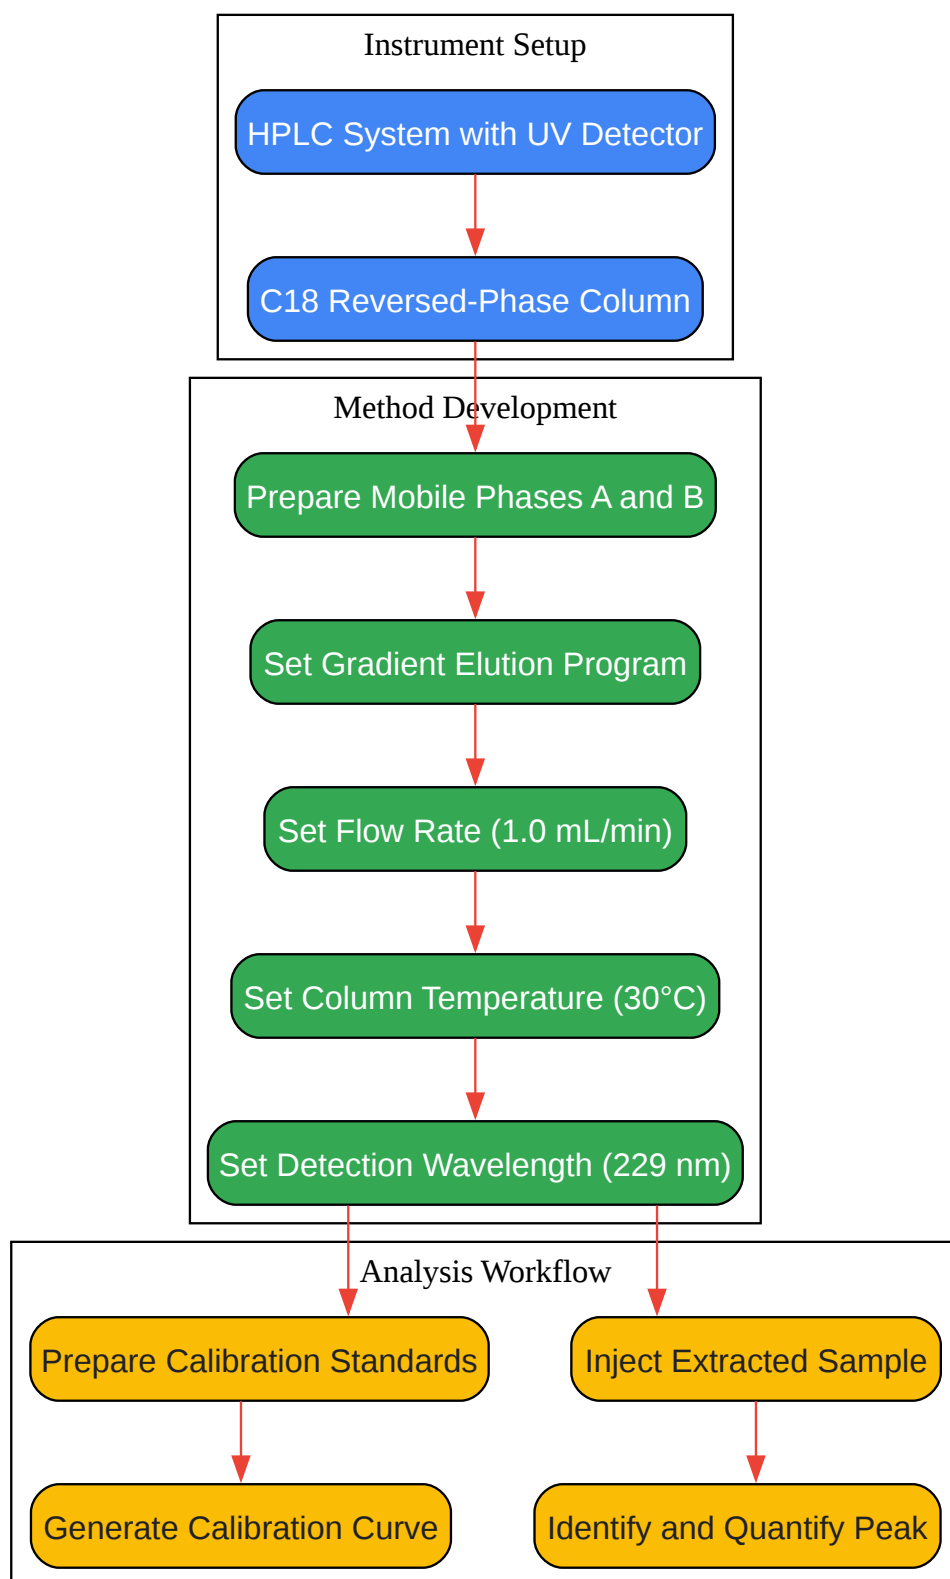 Instrument Setup
HPLC System with UV Detector
C18 Reversed-Phase Column
Method Development
Prepare Mobile Phases A and B
Set Gradient Elution Program
Set Flow Rate (1.0 mL/min)
Set Column Temperature (30°C)
Set Detection Wavelength (229 nm)
Analysis Workflow
Prepare Calibration Standards
Inject Extracted Sample
Generate Calibration Curve
Identify and Quantify Peak